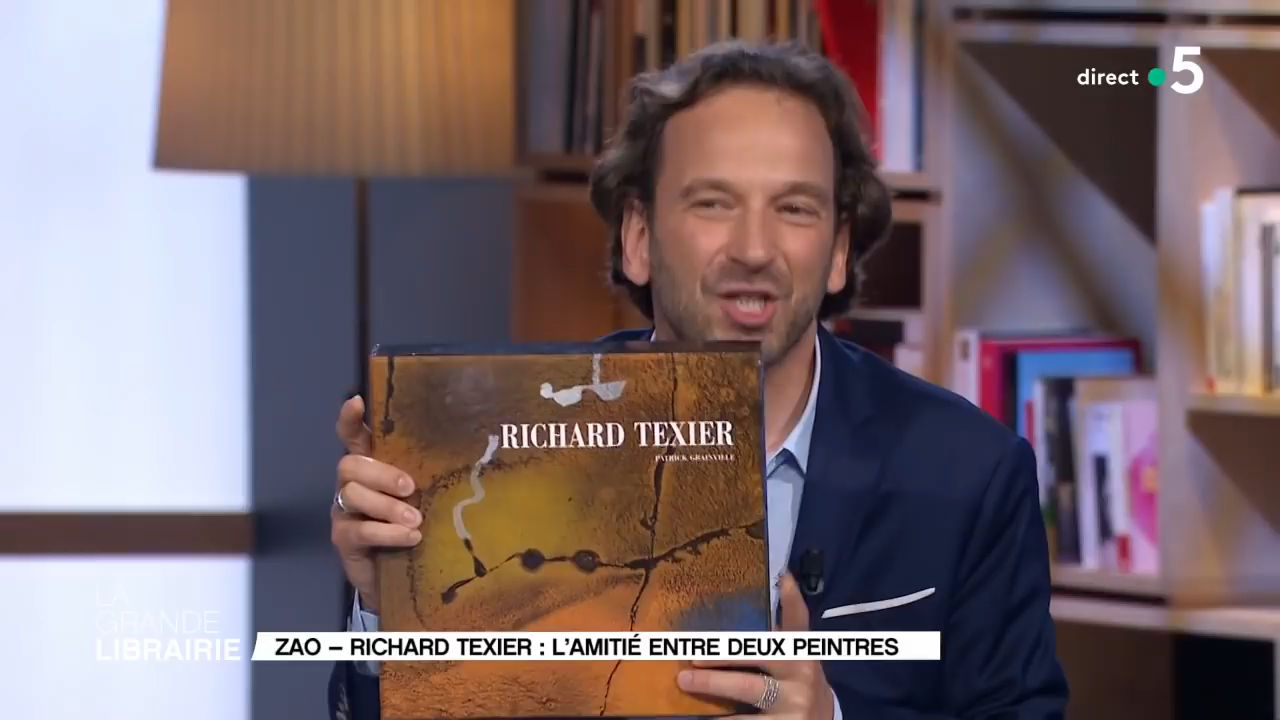 direct 5
RICHARD TEXIER
PATRICK GRAINVILLE
LA
GRANDE
LIBRAIRIE
ZAO – RICHARD TEXIER : L'AMITIÉ ENTRE DEUX PEINTRES